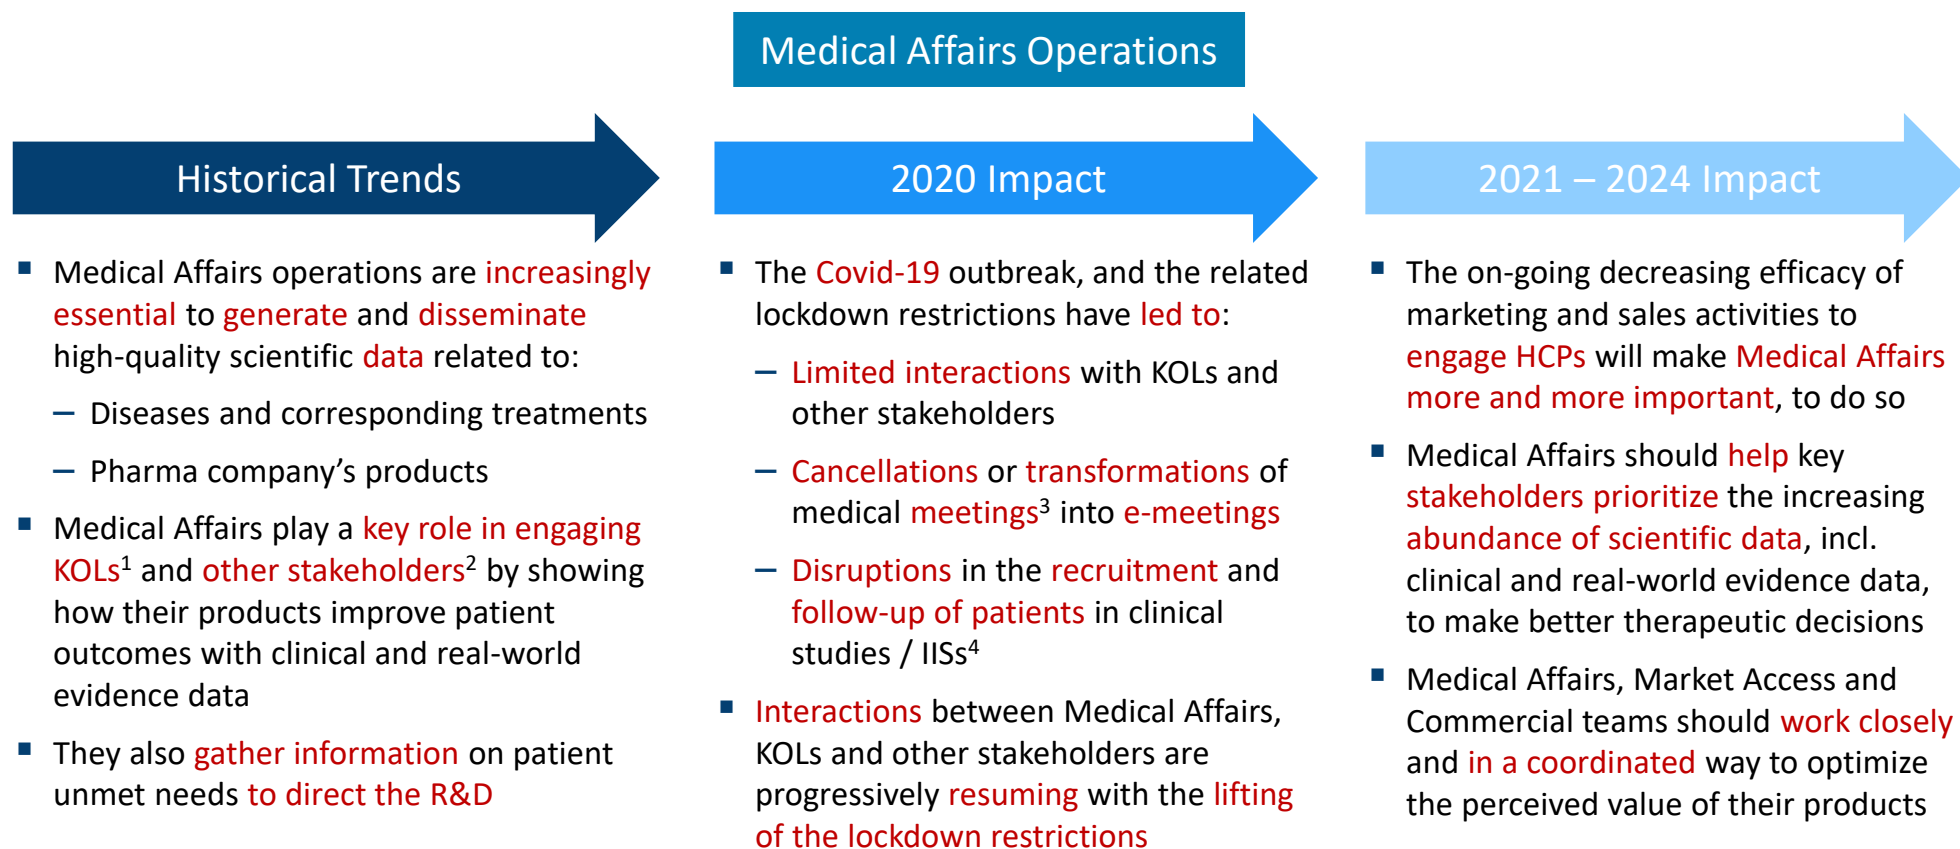 Medical Affairs Operations
Historical Trends
▪ Medical Affairs operations are increasingly
essential to generate and disseminate
high-quality scientific data related to:
– Diseases and corresponding treatments
– Pharma company’s products
▪ Medical Affairs play a key role in engaging
KOLs¹ and other stakeholders² by showing
how their products improve patient
outcomes with clinical and real-world
evidence data
▪ They also gather information on patient
unmet needs to direct the R&D
2020 Impact
▪ The Covid-19 outbreak, and the related
lockdown restrictions have led to:
– Limited interactions with KOLs and
other stakeholders
– Cancellations or transformations of
medical meetings³ into e-meetings
– Disruptions in the recruitment and
follow-up of patients in clinical
studies / IISs⁴
▪ Interactions between Medical Affairs,
KOLs and other stakeholders are
progressively resuming with the lifting
of the lockdown restrictions
2021 – 2024 Impact
▪ The on-going decreasing efficacy of
marketing and sales activities to
engage HCPs will make Medical Affairs
more and more important, to do so
▪ Medical Affairs should help key
stakeholders prioritize the increasing
abundance of scientific data, incl.
clinical and real-world evidence data,
to make better therapeutic decisions
▪ Medical Affairs, Market Access and
Commercial teams should work closely
and in a coordinated way to optimize
the perceived value of their products